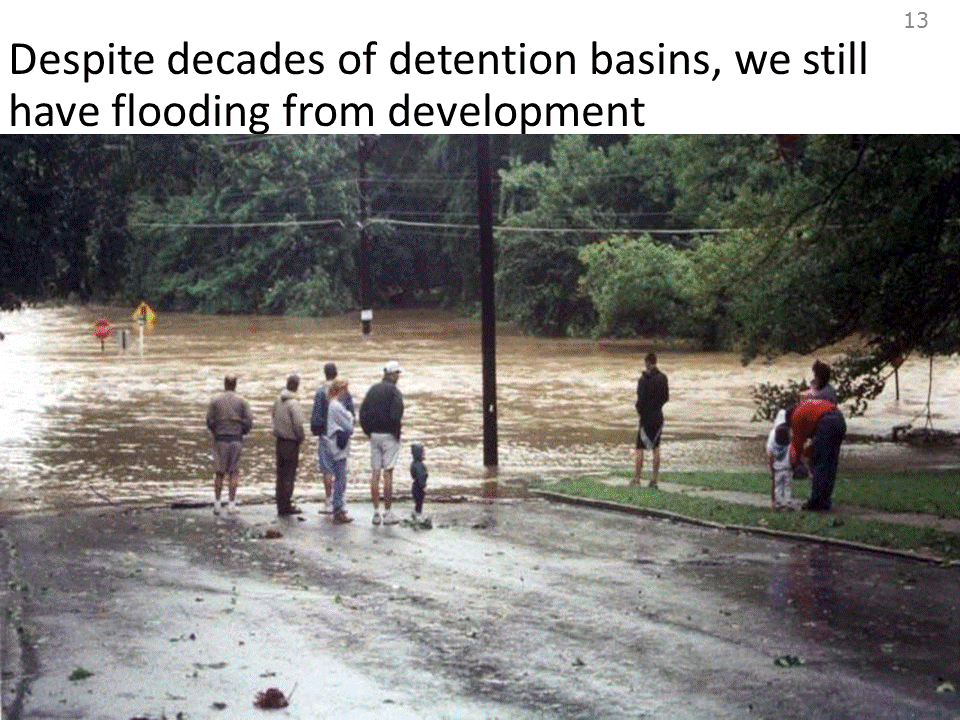 13
Despite decades of detention basins, we still
have flooding from development